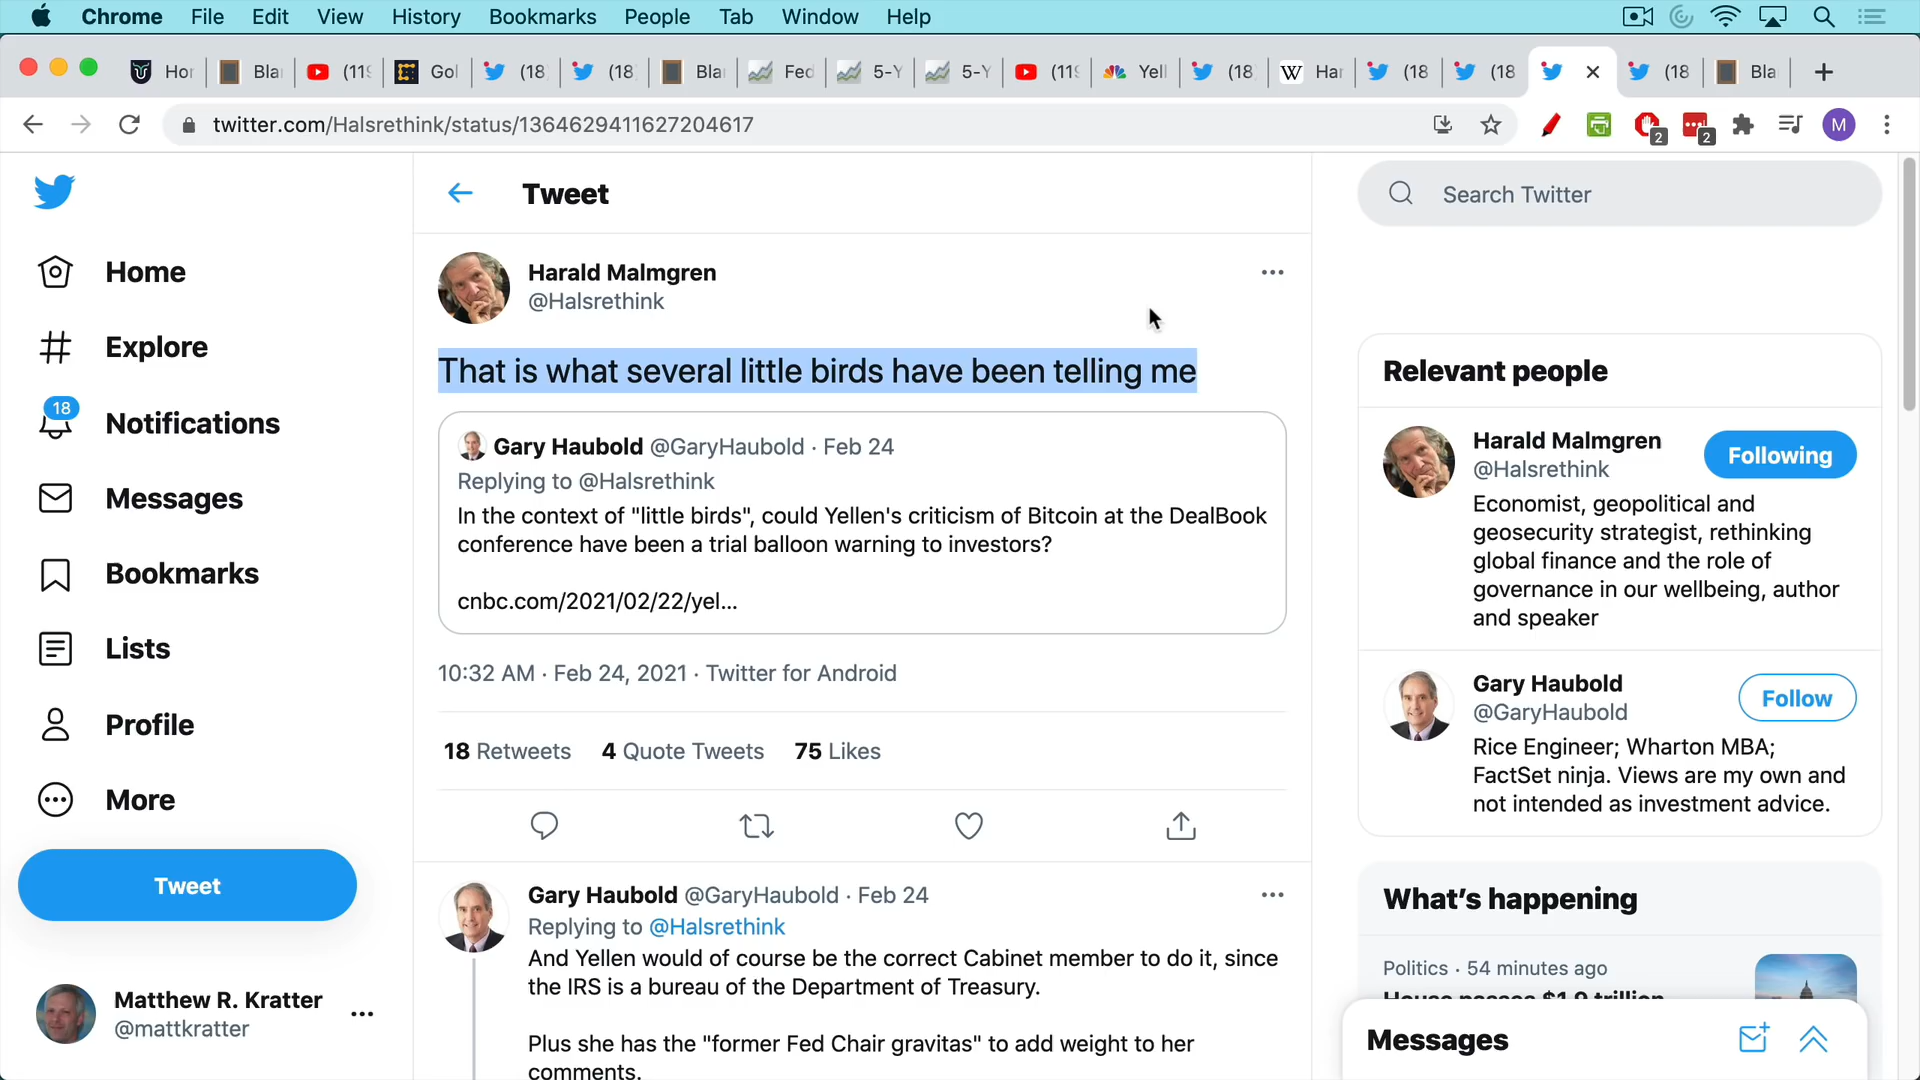 Chrome File Edit View History Bookmarks People Tab Window Help
Hor Bla (119 Gol (18 (18 Bla Fed 5-Y 5-Y (119 Yell (18 Har (18 (18 (18 Bla
twitter.com/Halsrethink/status/1364629411627204617
2
2
M
Home
Explore
18
Notifications
Messages
Bookmarks
Lists
Profile
More
Tweet
Matthew R. Kratter
@mattkratter
Tweet
Harald Malmgren
@Halsrethink
That is what several little birds have been telling me
Gary Haubold @GaryHaubold · Feb 24
Replying to @Halsrethink
In the context of "little birds", could Yellen's criticism of Bitcoin at the DealBook
conference have been a trial balloon warning to investors?
cnbc.com/2021/02/22/yel...
10:32 AM · Feb 24, 2021 · Twitter for Android
18 Retweets 4 Quote Tweets 75 Likes
Gary Haubold @GaryHaubold · Feb 24
Replying to @Halsrethink
And Yellen would of course be the correct Cabinet member to do it, since
the IRS is a bureau of the Department of Treasury.
Plus she has the "former Fed Chair gravitas" to add weight to her
comments.
Search Twitter
Relevant people
Harald Malmgren
@Halsrethink
Following
Economist, geopolitical and
geosecurity strategist, rethinking
global finance and the role of
governance in our wellbeing, author
and speaker
Gary Haubold
@GaryHaubold
Follow
Rice Engineer; Wharton MBA;
FactSet ninja. Views are my own and
not intended as investment advice.
What's happening
Politics · 54 minutes ago
House passes $1.9 trillion
Messages